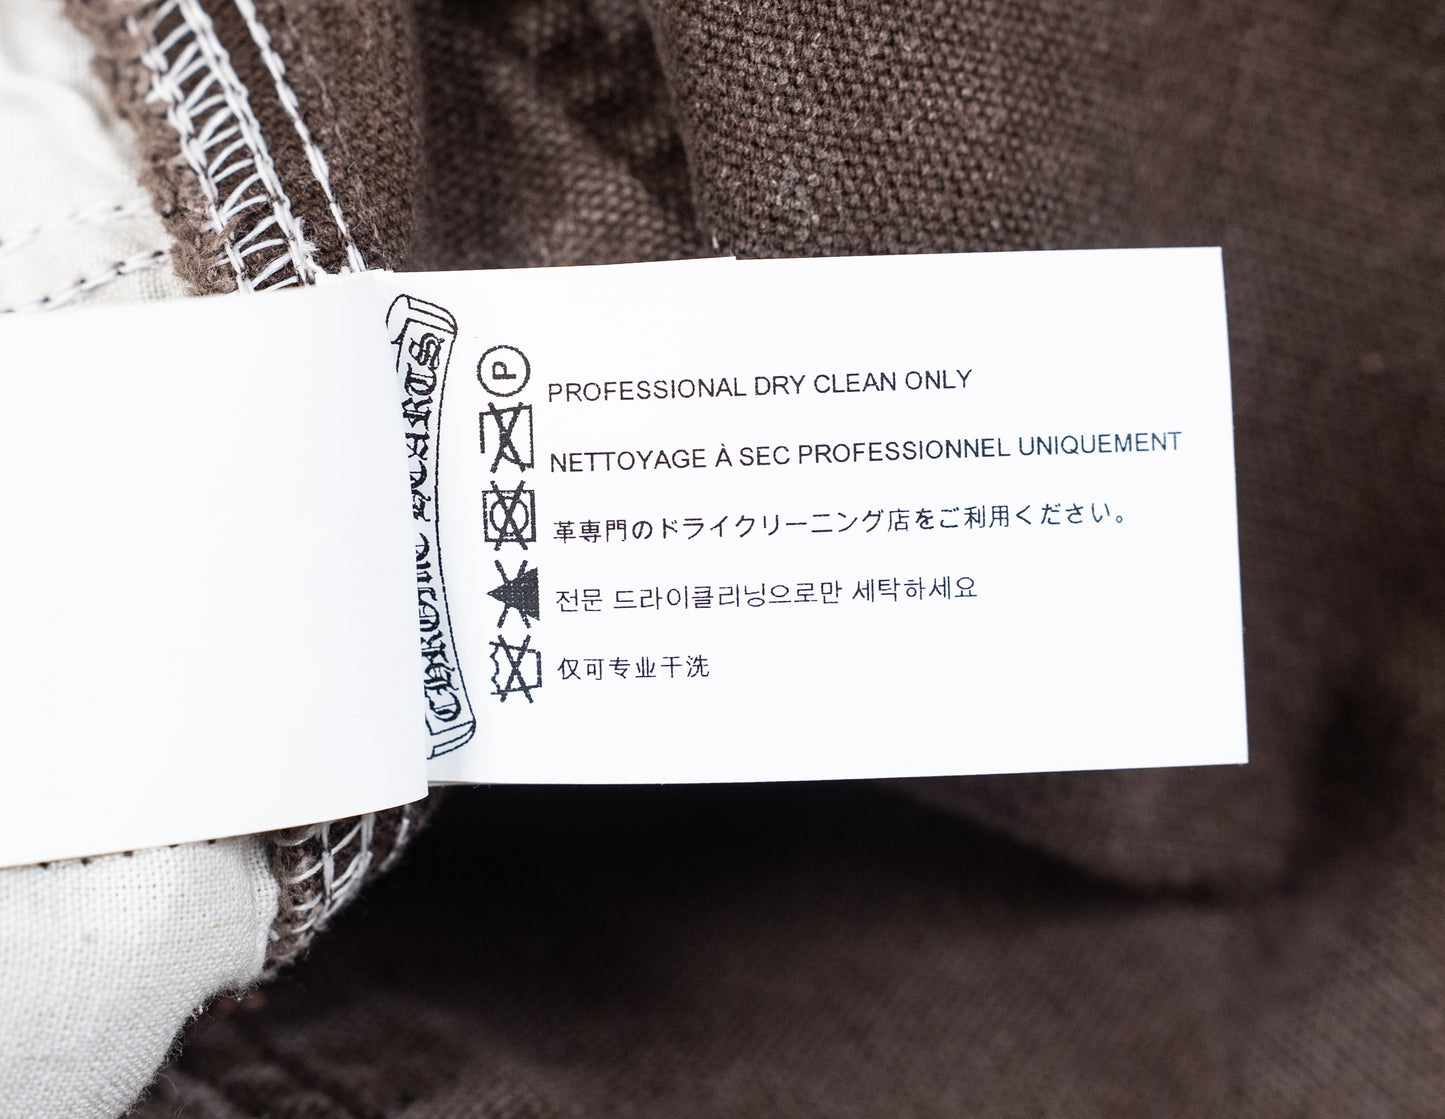 CHROME HEARTS
P
PROFESSIONAL DRY CLEAN ONLY
NETTOYAGE À SEC PROFESSIONNEL UNIQUEMENT
革専門のドライクリーニング店をご利用ください。
전문 드라이클리닝으로만 세탁하세요
仅可专业干洗